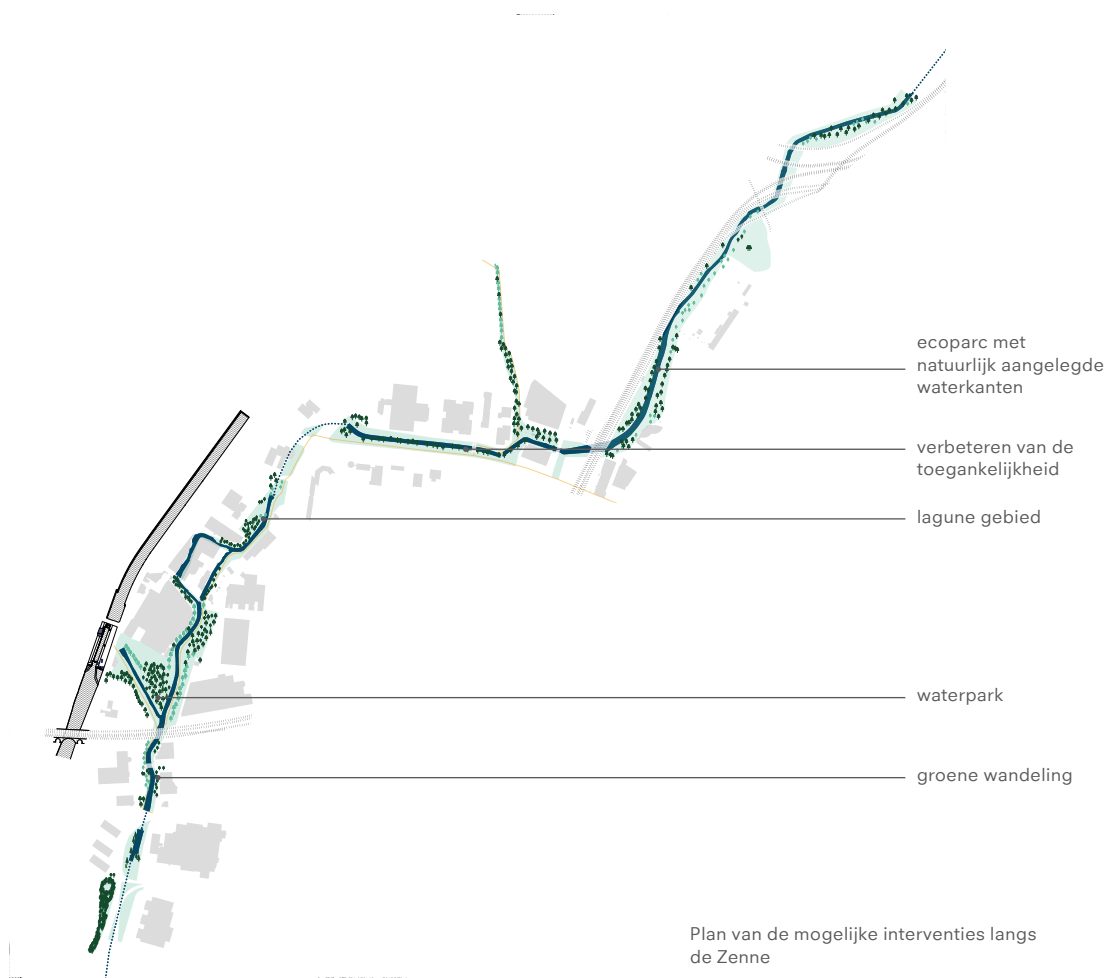 ecoparc met
natuurlijk aangelegde
waterkanten
verbeteren van de
toegankelijkheid
lagune gebied
waterpark
groene wandeling
Plan van de mogelijke interventies langs
de Zenne